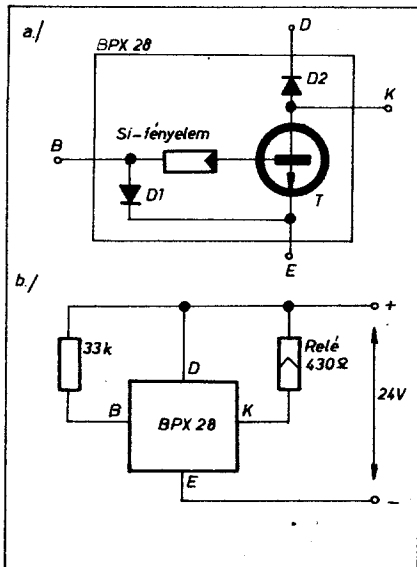 a./
D
BPX 28
D2
K
Si-fényelem
B
D1
T
E
b./
+
33k
D
Relé
430Ω
24V
B
BPX 28
K
E
-